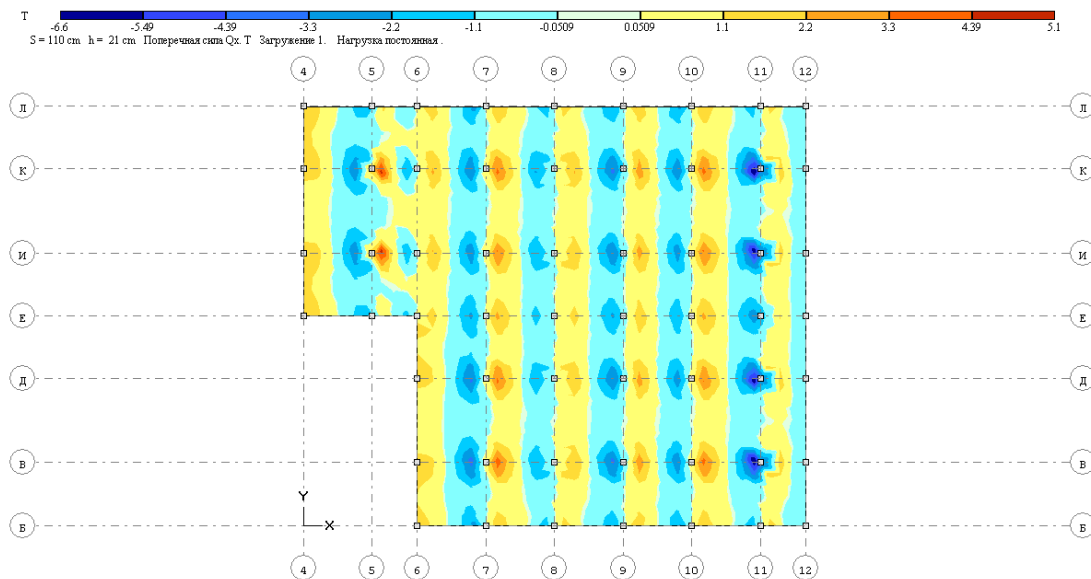 T
-6.6 -5.49 -4.39 -3.3 -2.2 -1.1 -0.0509 0.0509 1.1 2.2 3.3 4.39 5.1
S = 110 cm h = 21 cm Поперечная сила Qx. Т Загружение 1. Нагрузка постоянная .
4 5 6 7 8 9 10 11 12
Л Л
К К
И И
Е Е
Д Д
В В
Y
X
Б Б
4 5 6 7 8 9 10 11 12